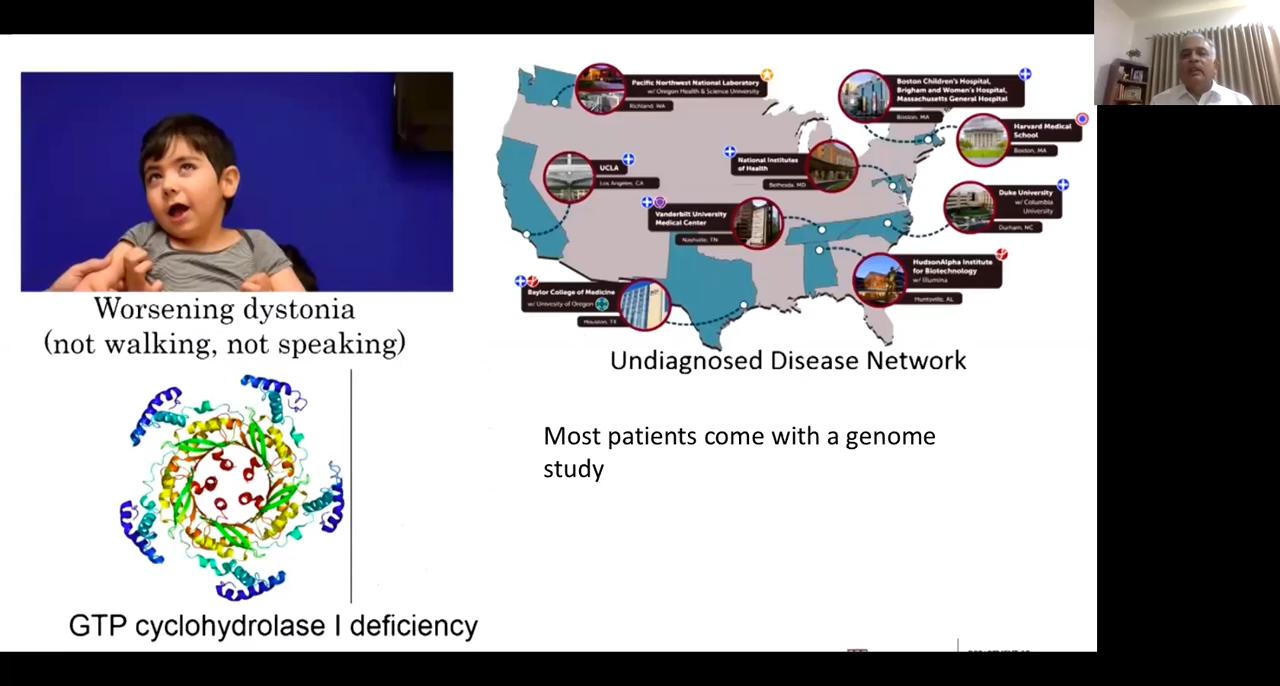 Worsening dystonia
(not walking, not speaking)
GTP cyclohydrolase I deficiency
Pacific Northwest National Laboratory
w/ Oregon Health & Science University
Richland, WA
UCLA
Los Angeles, CA
Vanderbilt University
Medical Center
Nashville, TN
Baylor College of Medicine
w/ University of Oregon
Houston, TX
National Institutes
of Health
Bethesda, MD
Boston Children's Hospital,
Brigham and Women's Hospital,
Massachusetts General Hospital
Boston, MA
Harvard Medical
School
Boston, MA
Duke University
w/ Columbia
University
Durham, NC
HudsonAlpha Institute
for Biotechnology
w/ Illumina
Huntsville, AL
Undiagnosed Disease Network
Most patients come with a genome
study